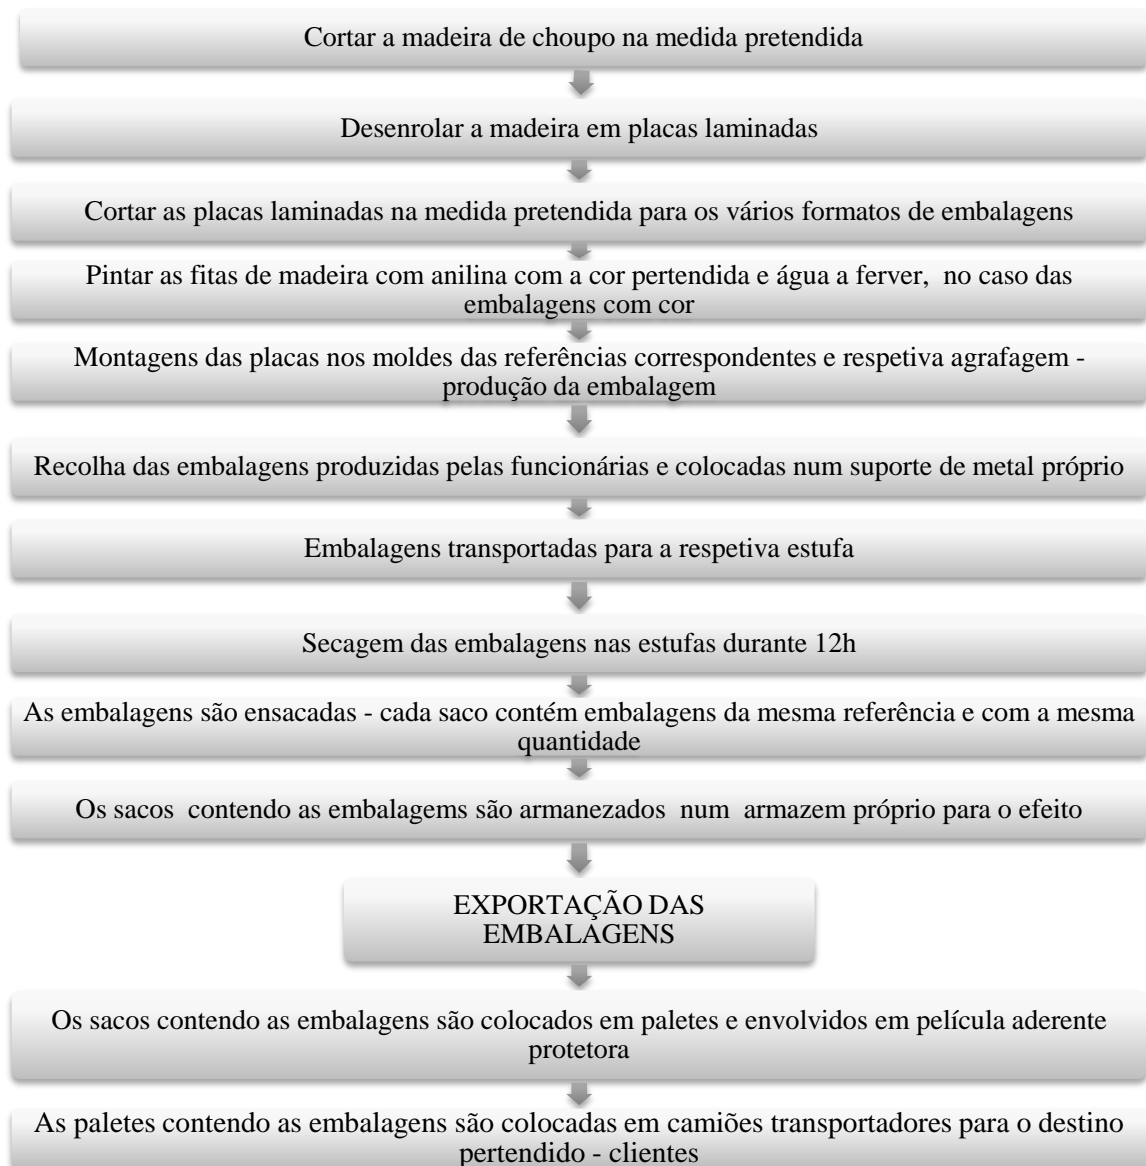 Cortar a madeira de choupo na medida pretendida
Desenrolar a madeira em placas laminadas
Cortar as placas laminadas na medida pretendida para os vários formatos de embalagens
Pintar as fitas de madeira com anilina com a cor pertendida e água a ferver, no caso das
embalagens com cor
Montagens das placas nos moldes das referências correspondentes e respetiva agrafagem -
produção da embalagem
Recolha das embalagens produzidas pelas funcionárias e colocadas num suporte de metal próprio
Embalagens transportadas para a respetiva estufa
Secagem das embalagens nas estufas durante 12h
As embalagens são ensacadas - cada saco contém embalagens da mesma referência e com a mesma
quantidade
Os sacos contendo as embalagems são armanezados num armazem próprio para o efeito
EXPORTAÇÃO DAS
EMBALAGENS
Os sacos contendo as embalagens são colocados em paletes e envolvidos em película aderente
protetora
As paletes contendo as embalagens são colocadas em camiões transportadores para o destino
pertendido - clientes